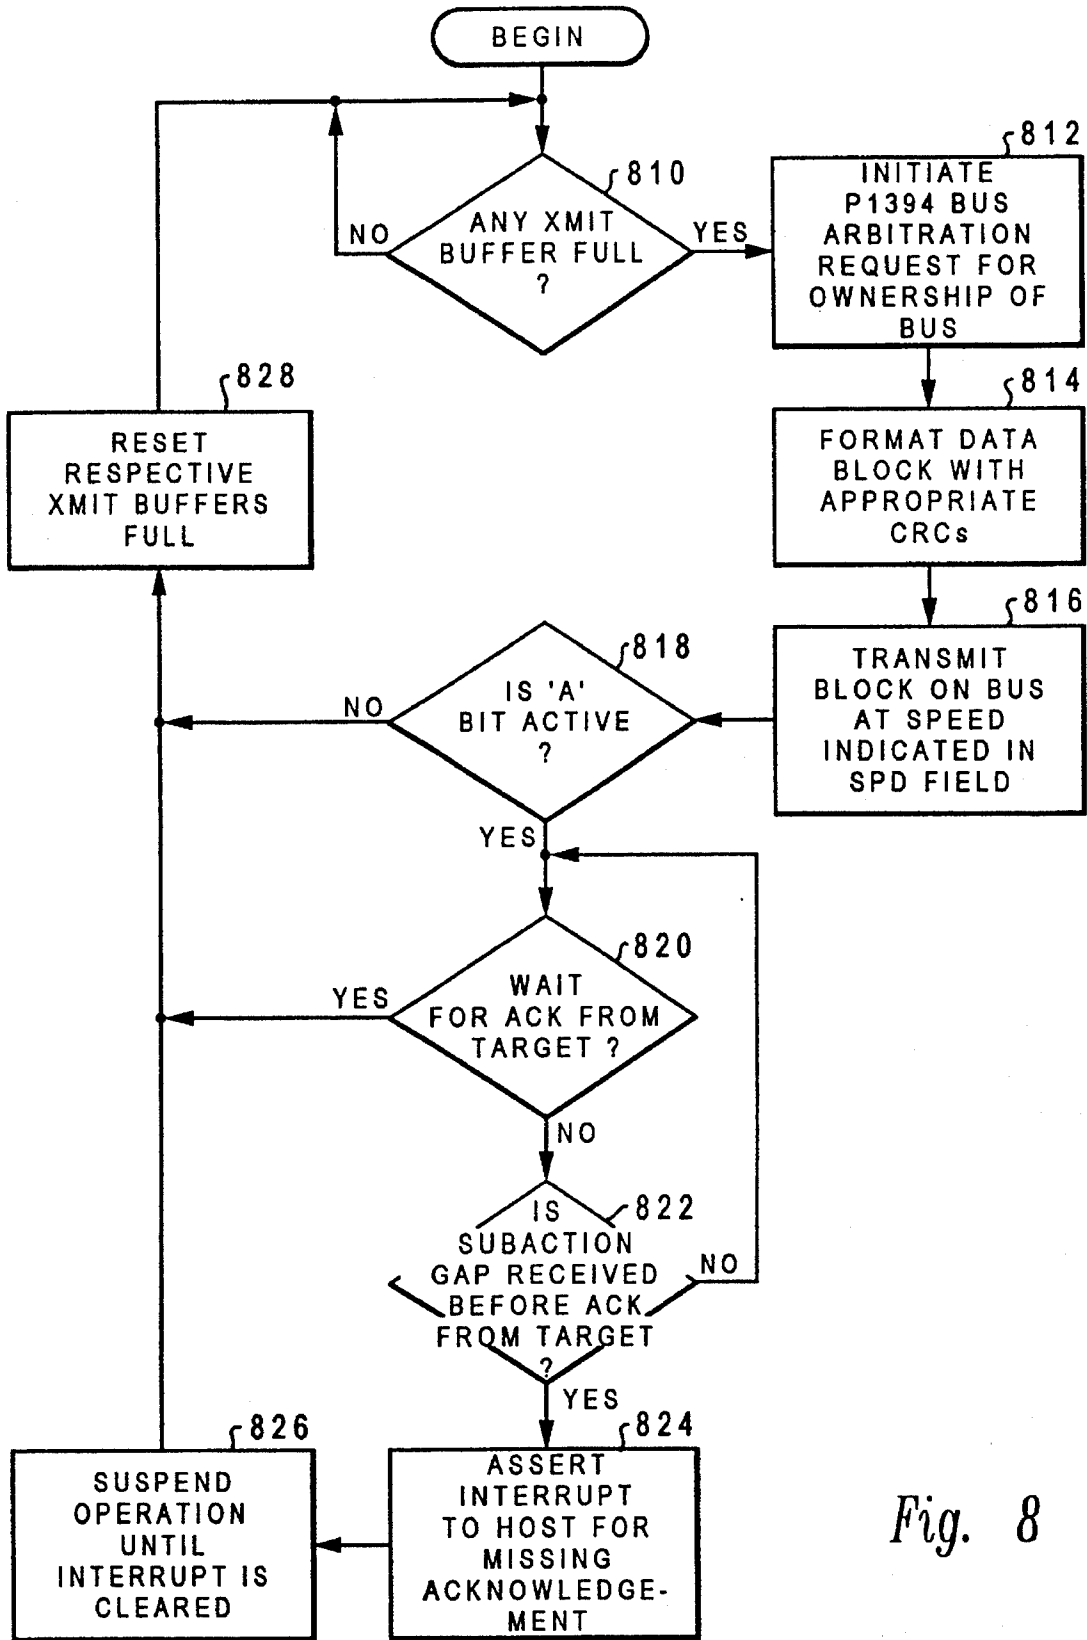 BEGIN
810
ANY XMIT
BUFFER FULL
?
NO
YES
812
INITIATE
P1394 BUS
ARBITRATION
REQUEST FOR
OWNERSHIP OF
BUS
814
FORMAT DATA
BLOCK WITH
APPROPRIATE
CRCs
816
TRANSMIT
BLOCK ON BUS
AT SPEED
INDICATED IN
SPD FIELD
828
RESET
RESPECTIVE
XMIT BUFFERS
FULL
818
IS 'A'
BIT ACTIVE
?
NO
YES
820
WAIT
FOR ACK FROM
TARGET ?
YES
NO
822
IS
SUBACTION
GAP RECEIVED
BEFORE ACK
FROM TARGET
?
NO
YES
824
ASSERT
INTERRUPT
TO HOST FOR
MISSING
ACKNOWLEDGE-
MENT
826
SUSPEND
OPERATION
UNTIL
INTERRUPT IS
CLEARED
Fig. 8